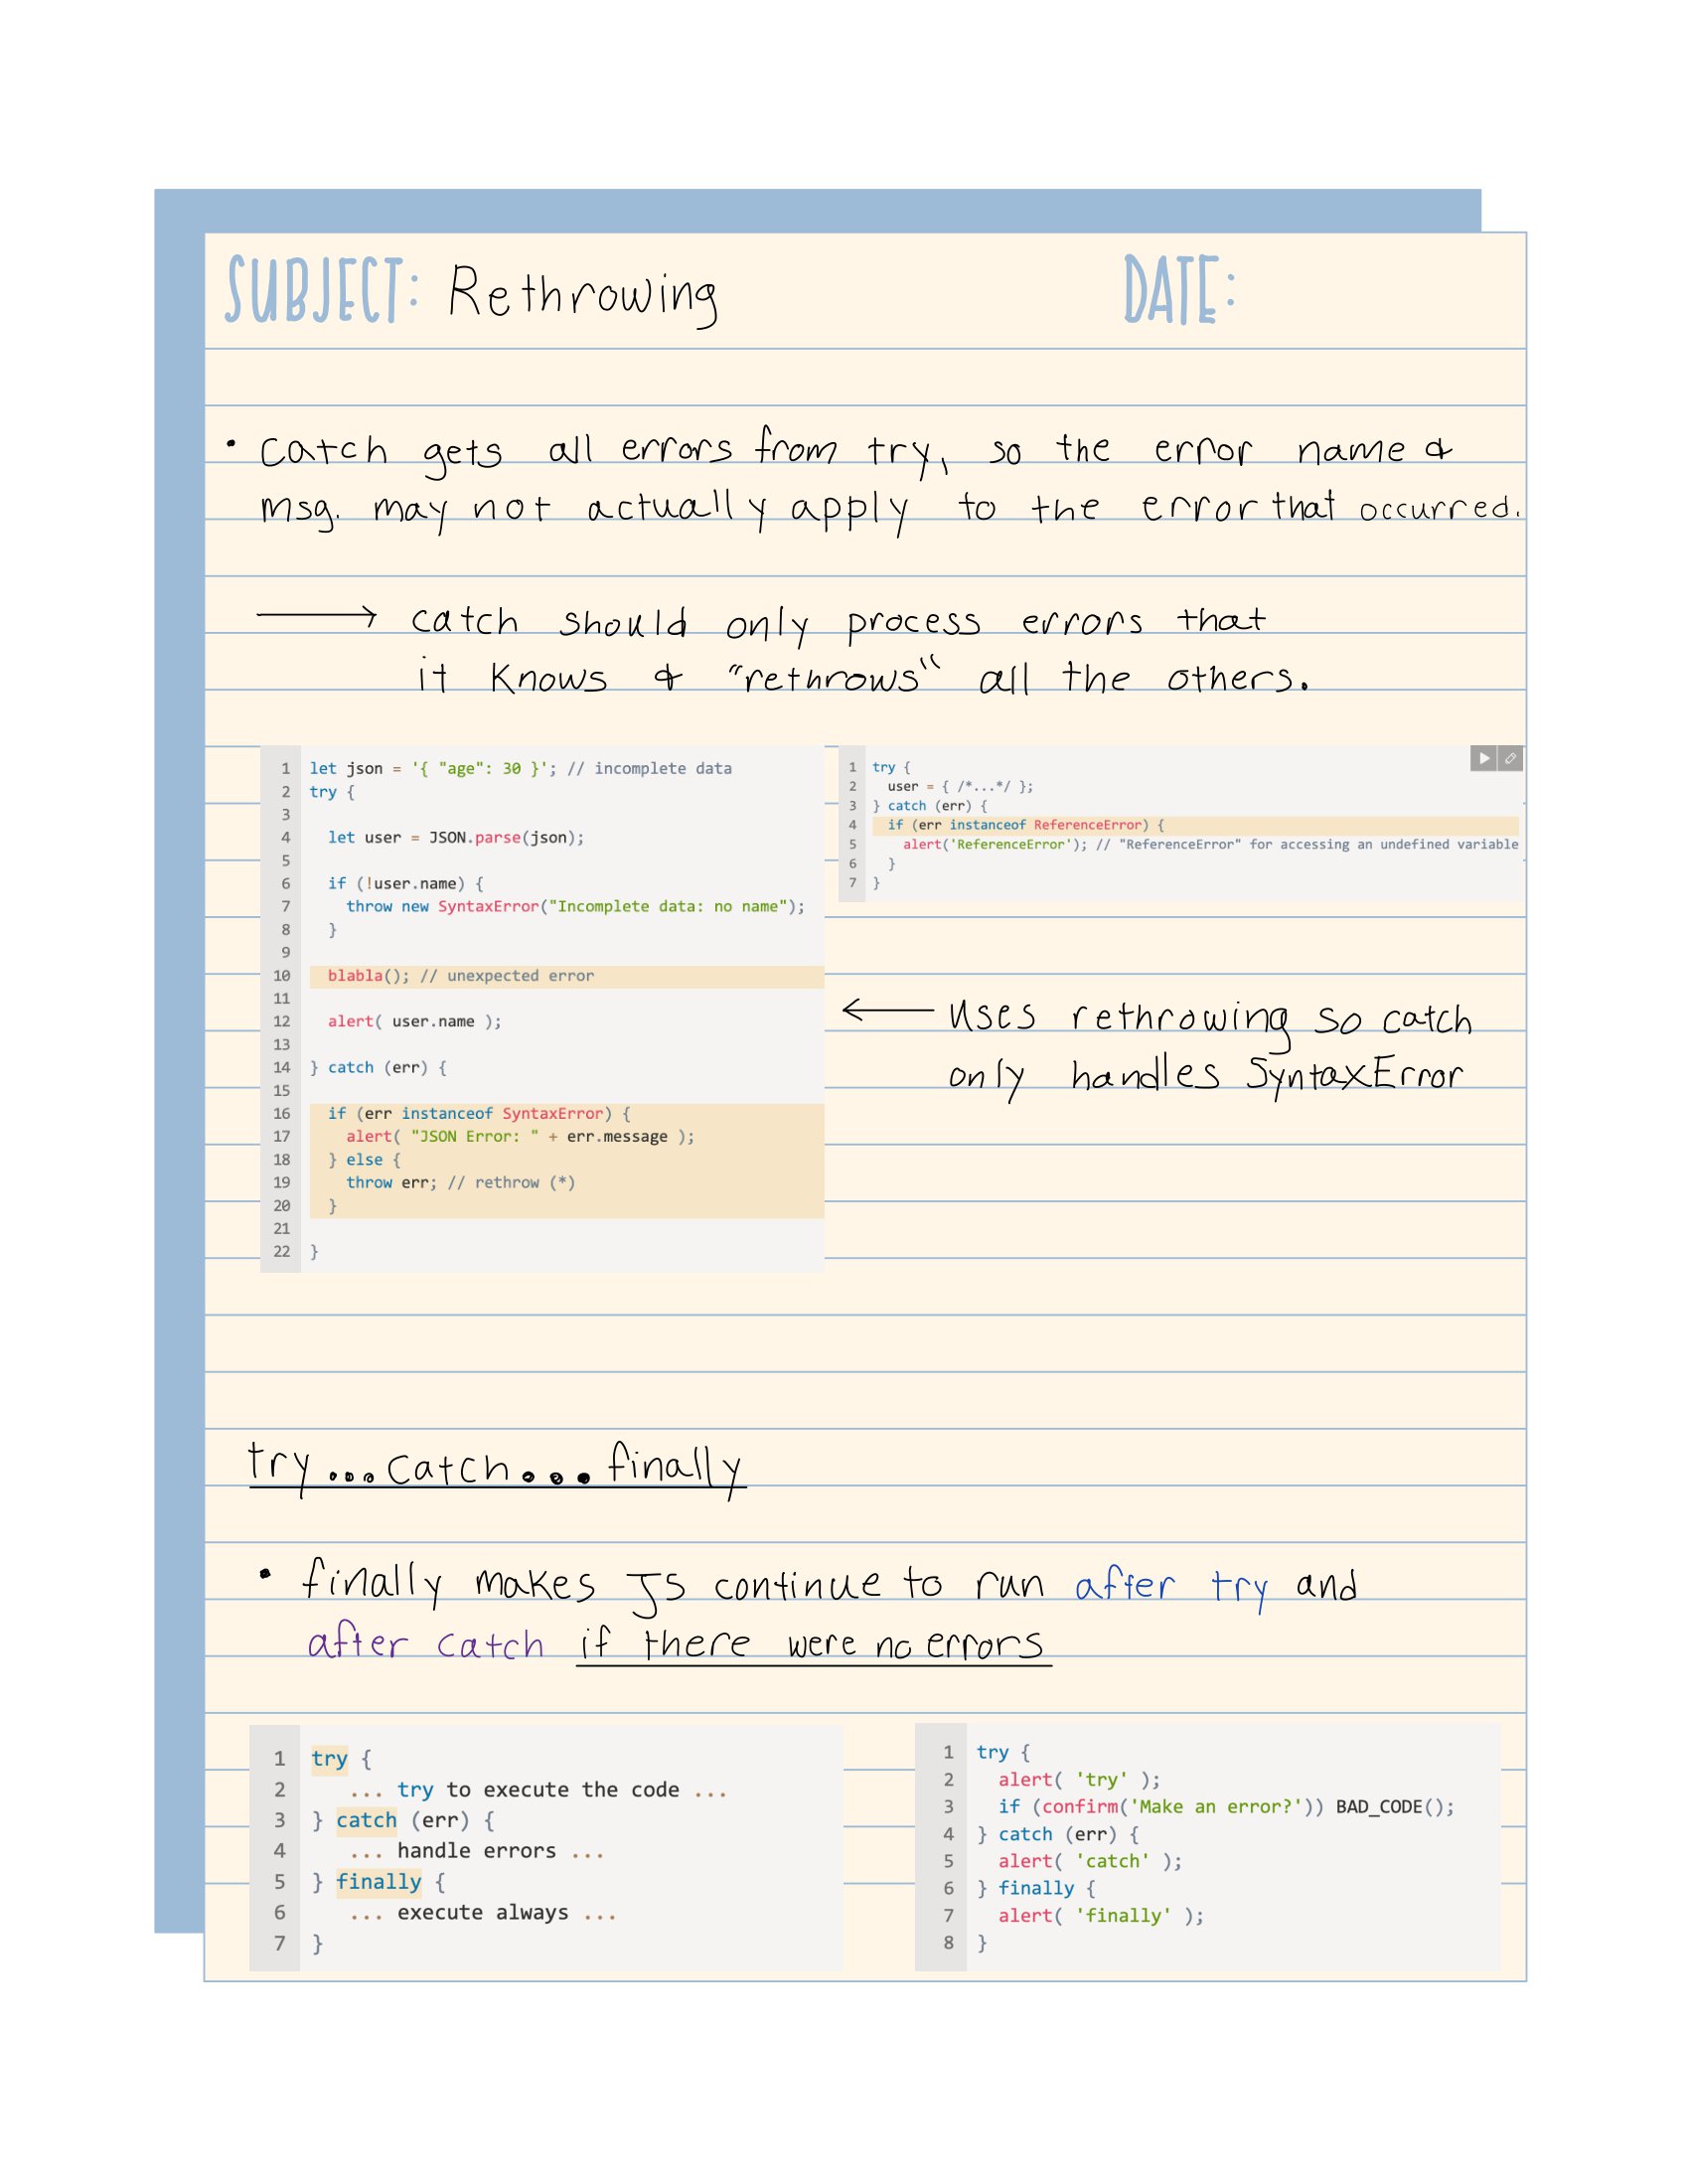 SUBJECT: Rethrowing
DATE:
• Catch gets all errors from try, so the error name &
msg. may not actually apply to the error that occurred.
→ catch should only process errors that
it knows & "rethrows" all the others.
1 let json = '{ "age": 30 }'; // incomplete data
2 try {
3
4 let user = JSON.parse(json);
5
6 if (!user.name) {
7 throw new SyntaxError("Incomplete data: no name");
8 }
9
10 blabla(); // unexpected error
11
12 alert( user.name );
13
14 } catch (err) {
15
16 if (err instanceof SyntaxError) {
17 alert( "JSON Error: " + err.message );
18 } else {
19 throw err; // rethrow (*)
20 }
21
22 }
1 try {
2 user = { /*...*/ };
3 } catch (err) {
4 if (err instanceof ReferenceError) {
5 alert('ReferenceError'); // "ReferenceError" for accessing an undefined variable
6 }
7 }
← Uses rethrowing so catch
only handles SyntaxError
try...catch...finally
• finally makes JS continue to run after try and
after catch if there were no errors
1 try {
2 ... try to execute the code ...
3 } catch (err) {
4 ... handle errors ...
5 } finally {
6 ... execute always ...
7 }
1 try {
2 alert( 'try' );
3 if (confirm('Make an error?')) BAD_CODE();
4 } catch (err) {
5 alert( 'catch' );
6 } finally {
7 alert( 'finally' );
8 }